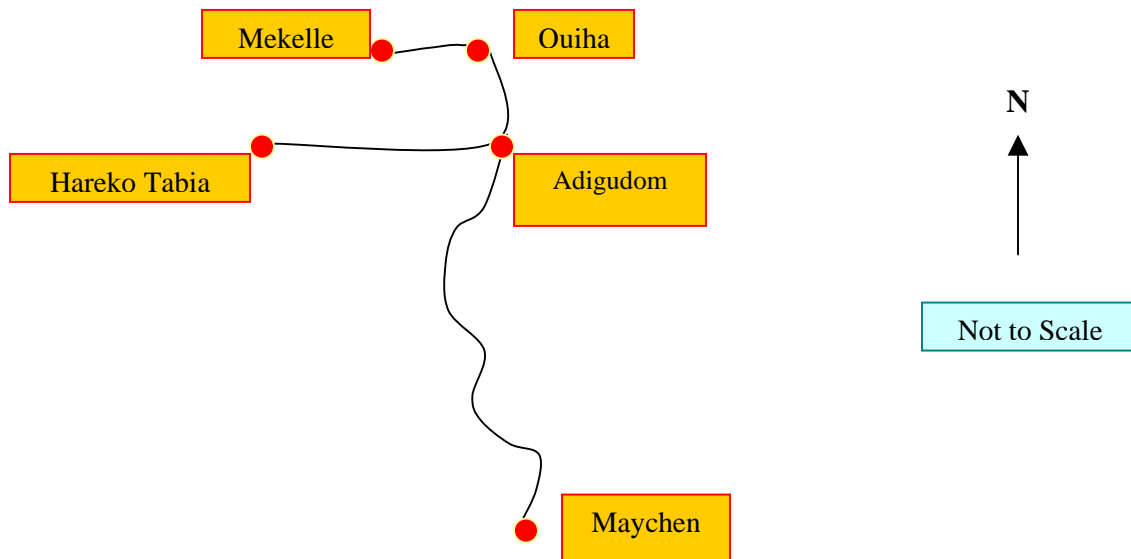 Mekelle
Ouiha
N
Hareko Tabia
Adigudom
Not to Scale
Maychen